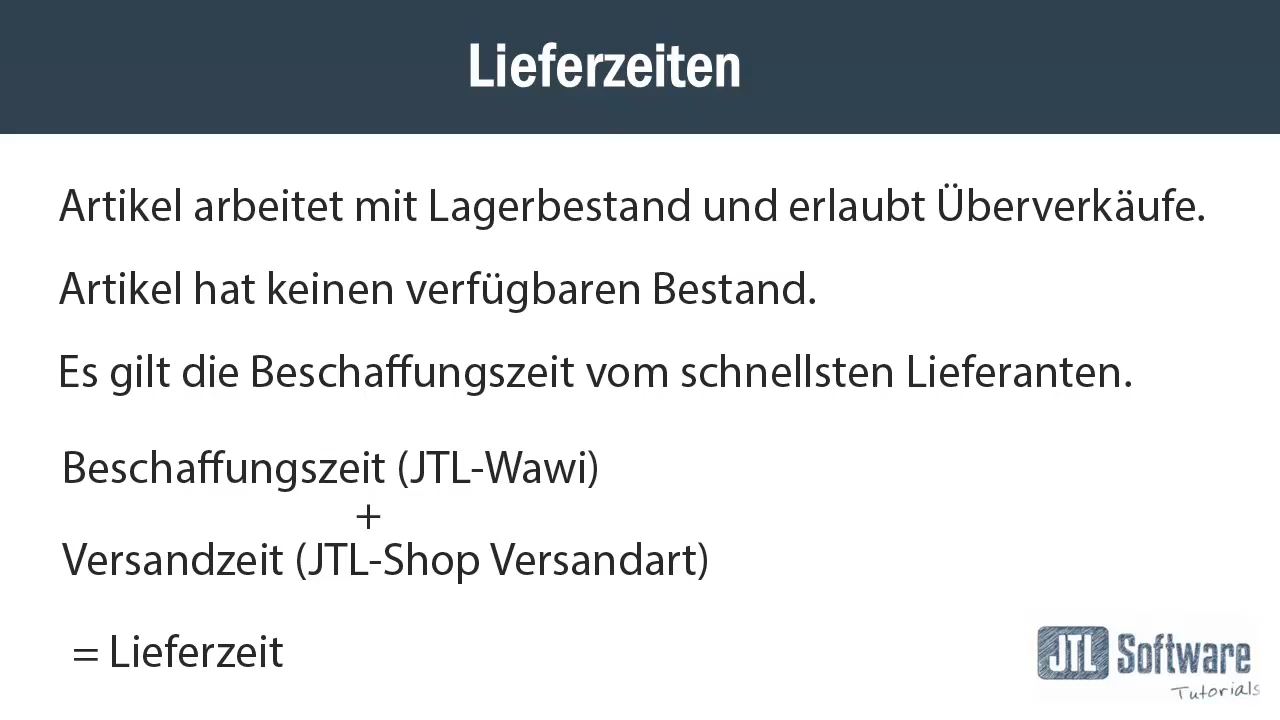 Lieferzeiten
Artikel arbeitet mit Lagerbestand und erlaubt Überverkäufe.
Artikel hat keinen verfügbaren Bestand.
Es gilt die Beschaffungszeit vom schnellsten Lieferanten.
Beschaffungszeit (JTL-Wawi)
+
Versandzeit (JTL-Shop Versandart)
= Lieferzeit
JTL Software
Tutorials